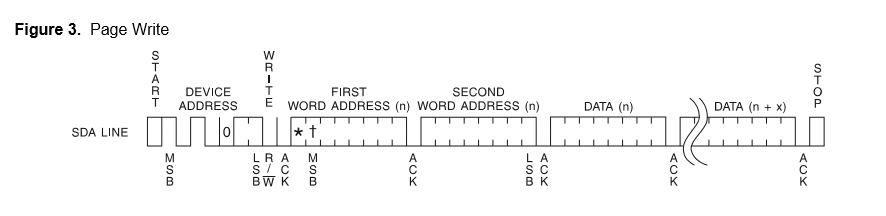 Figure 3. Page Write
START
WRITE
STOP
DEVICE
ADDRESS
FIRST
WORD ADDRESS (n)
SECOND
WORD ADDRESS (n)
DATA (n)
DATA (n + x)
SDA LINE
0
* †
MSB
LSB
R/W
ACK
MSB
ACK
LSB
ACK
ACK
ACK